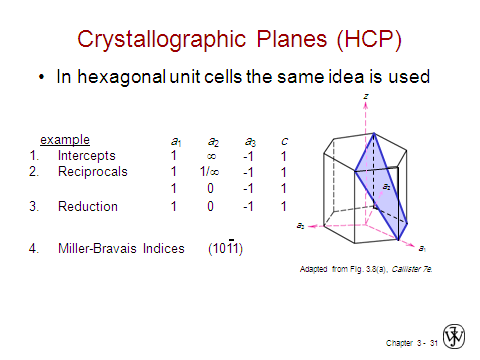 Crystallographic Planes (HCP)
• In hexagonal unit cells the same idea is used
z
example a₁ a₂ a₃ c
1. Intercepts 1 ∞ -1 1
2. Reciprocals 1 1/∞ -1 1
1 0 -1 1
3. Reduction 1 0 -1 1
a₂
a₃
a₁
4. Miller-Bravais Indices (101̅1)
Adapted from Fig. 3.8(a), Callister 7e.
Chapter 3 - 31